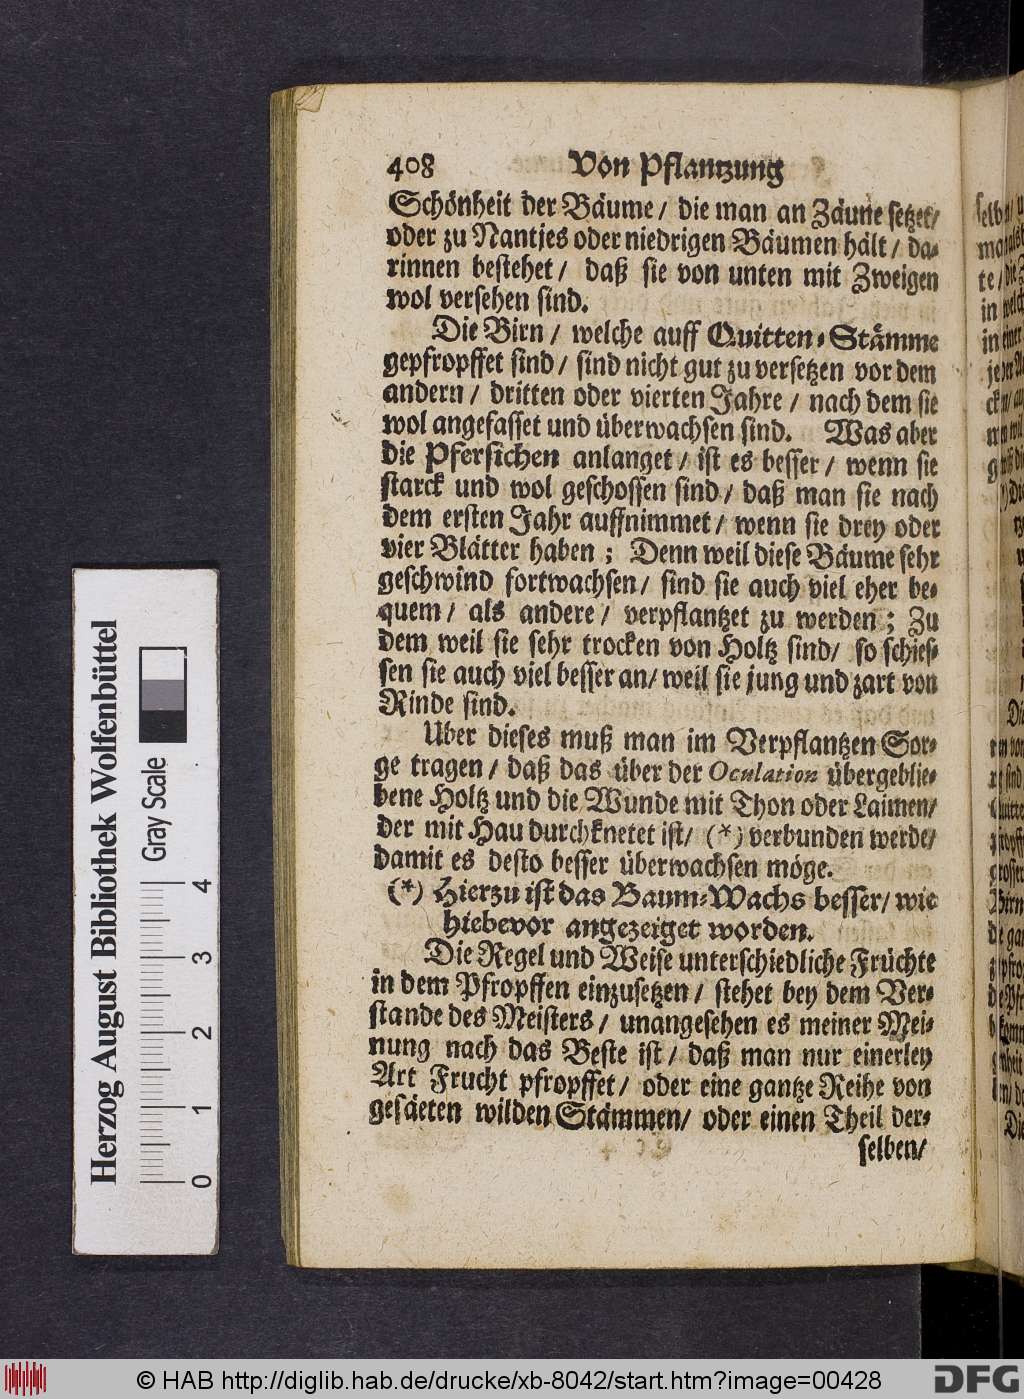 408 Von Pflantzung
Schönheit der Bäume / die man an Zäune setzet/
oder zu Nantjes oder niedrigen Bäumen hält / da-
rinnen bestehet / daß sie von unten mit Zweigen
wol versehen sind.
Die Birn / welche auff Quitten-Stämme
gepfropffet sind / sind nicht gut zu versetzen vor dem
andern / dritten oder vierten Jahre / nach dem sie
wol angefasset und überwachsen sind. Was aber
die Pfersichen anlanget / ist es besser / wenn sie
starck und wol geschossen sind / daß man sie nach
dem ersten Jahr auffnimmet / wenn sie drey oder
vier Blätter haben ; Denn weil diese Bäume sehr
geschwind fortwachsen / sind sie auch viel eher be-
quem / als andere / verpflantzet zu werden ; Zu
dem weil sie sehr trocken von Holtz sind / so schies-
sen sie auch viel besser an / weil sie jung und zart von
Rinde sind.
Uber dieses muß man im Verpflantzen Sor-
ge tragen / daß das über der Oculation übergeblie-
bene Holtz und die Wunde mit Thon oder Laimen/
der mit Hau durchknetet ist / (*) verbunden werde/
damit es desto besser überwachsen möge.
(*) Hierzu ist das Baum-Wachs besser / wie
hiebevor angezeiget worden.
Die Regel und Weise unterschiedliche Früchte
in dem Pfropffen einzusetzen / stehet bey dem Ver-
stande des Meisters / unangesehen es meiner Mei-
nung nach das Beste ist / daß man nur einerley
Art Frucht pfropffet / oder eine gantze Reihe von
gesäeten wilden Stämmen / oder einen Theil der-
selben/
Herzog August Bibliothek Wolfenbüttel
Gray Scale
0 1 2 3 4
© HAB http://diglib.hab.de/drucke/xb-8042/start.htm?image=00428
DFG